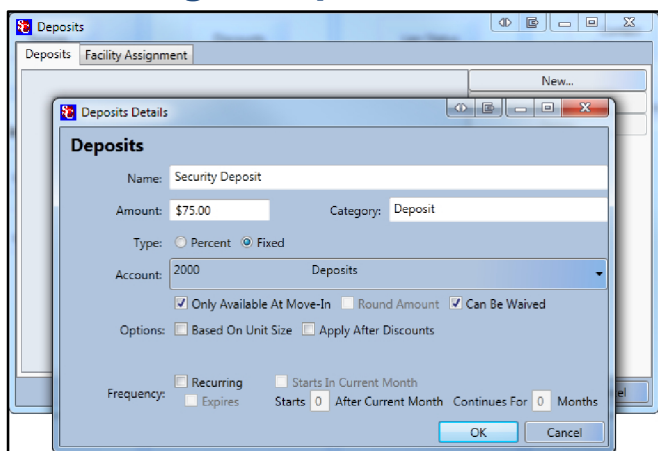 Deposits
Deposits Facility Assignment
New...
Deposits Details
Deposits
Name: Security Deposit
Amount: $75.00 Category: Deposit
Type: Percent Fixed
Account: 2000 Deposits
Only Available At Move-In Round Amount Can Be Waived
Options: Based On Unit Size Apply After Discounts
Recurring Starts In Current Month
Frequency: Expires Starts 0 After Current Month Continues For 0 Months
OK Cancel